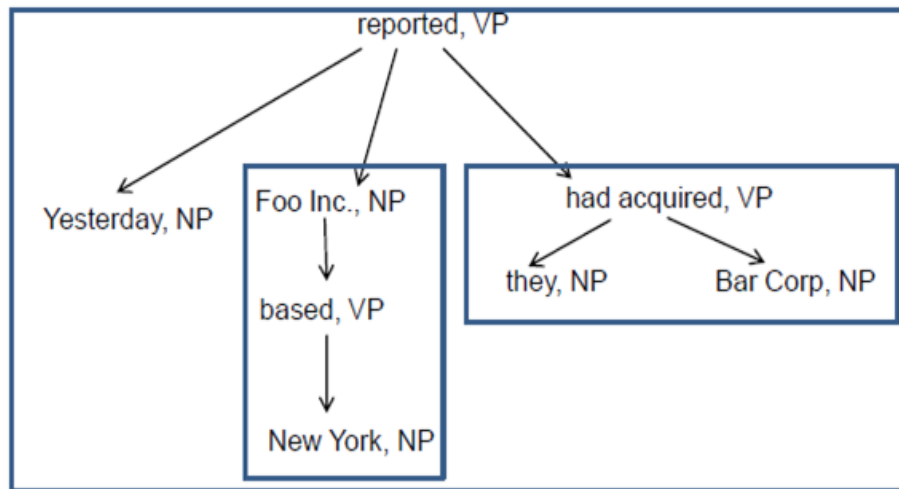 reported, VP
Yesterday, NP
Foo Inc., NP
had acquired, VP
they, NP
Bar Corp, NP
based, VP
New York, NP